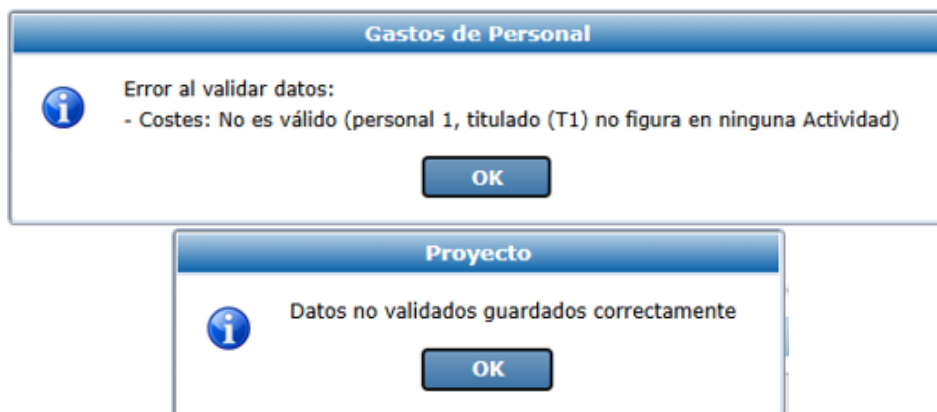 Gastos de Personal
Error al validar datos:
- Costes: No es válido (personal 1, titulado (T1) no figura en ninguna Actividad)
OK
Proyecto
Datos no validados guardados correctamente
OK